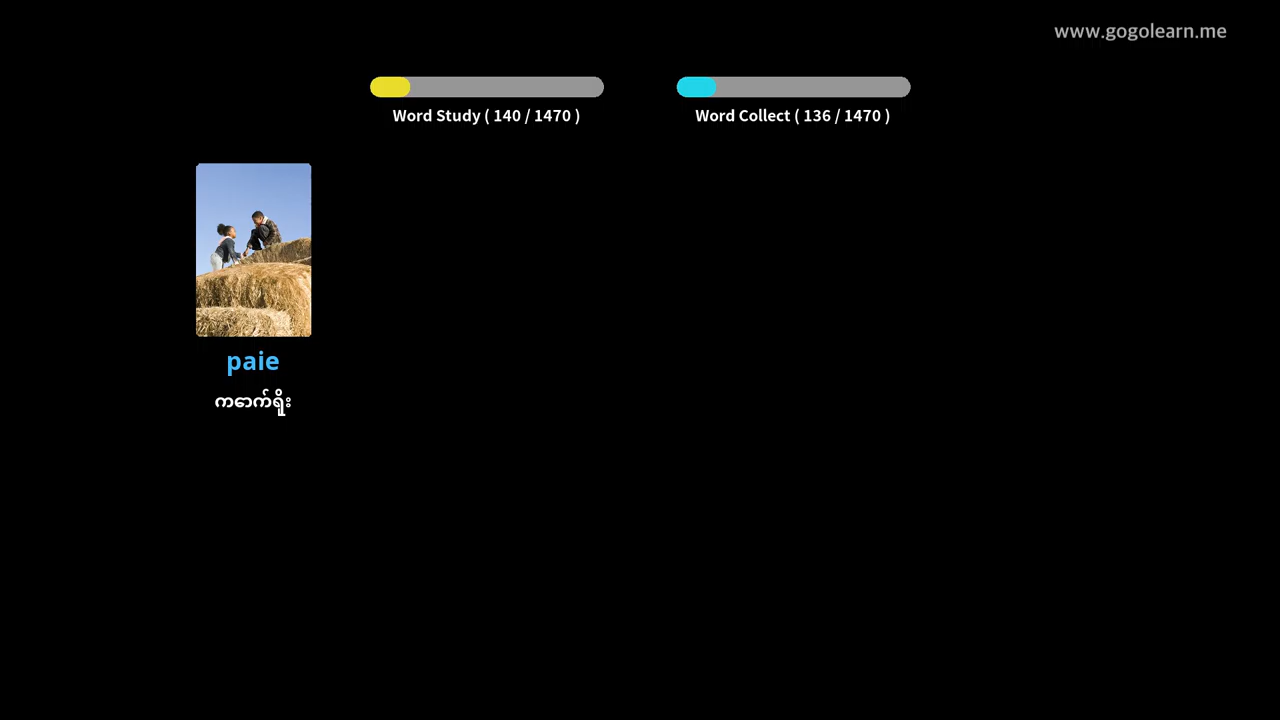 www.gogolearn.me
Word Study ( 140 / 1470 )
Word Collect ( 136 / 1470 )
paie
ကောက်ရိုး